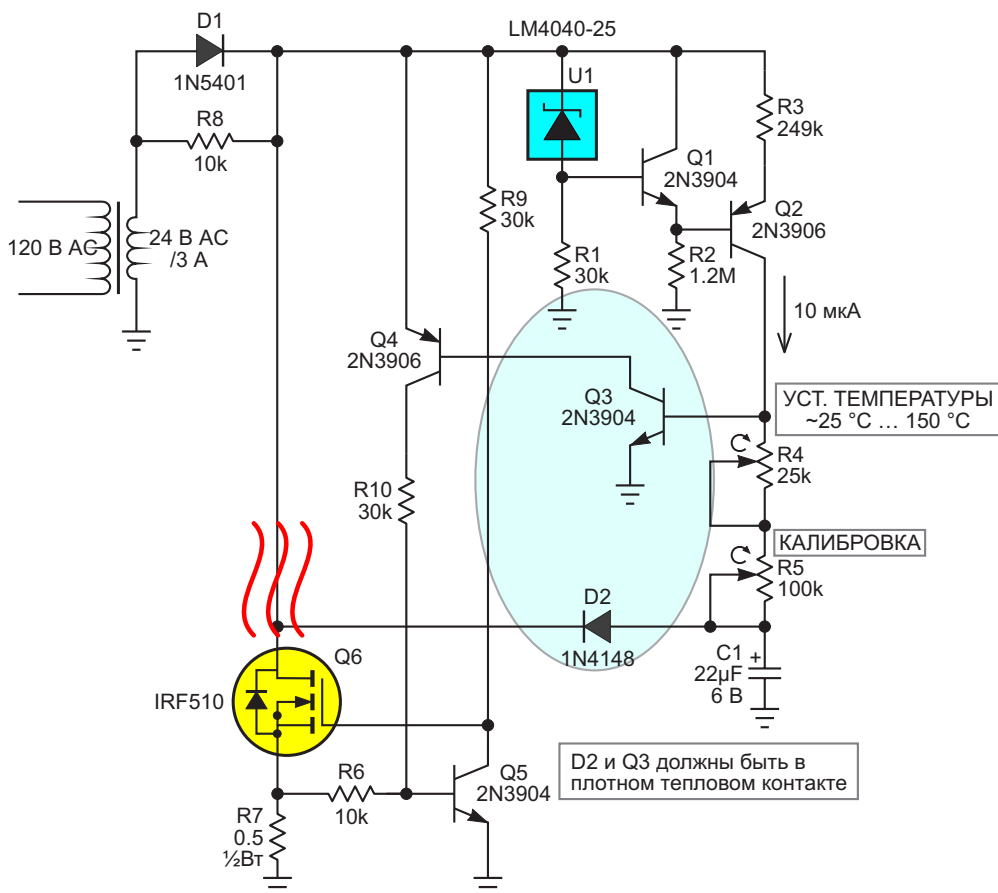 D1
1N5401
R8
10k
120 В AC
24 В AC
/3 A
LM4040-25
U1
R3
249k
Q1
2N3904
Q2
2N3906
R9
30k
R1
30k
R2
1.2M
10 мкА
Q4
2N3906
Q3
2N3904
УСТ. ТЕМПЕРАТУРЫ
~25 °C … 150 °C
R4
25k
R10
30k
КАЛИБРОВКА
R5
100k
D2
1N4148
C1
+
22µF
6 В
Q6
IRF510
D2 и Q3 должны быть в
плотном тепловом контакте
R6
10k
Q5
2N3904
R7
0.5
½Вт